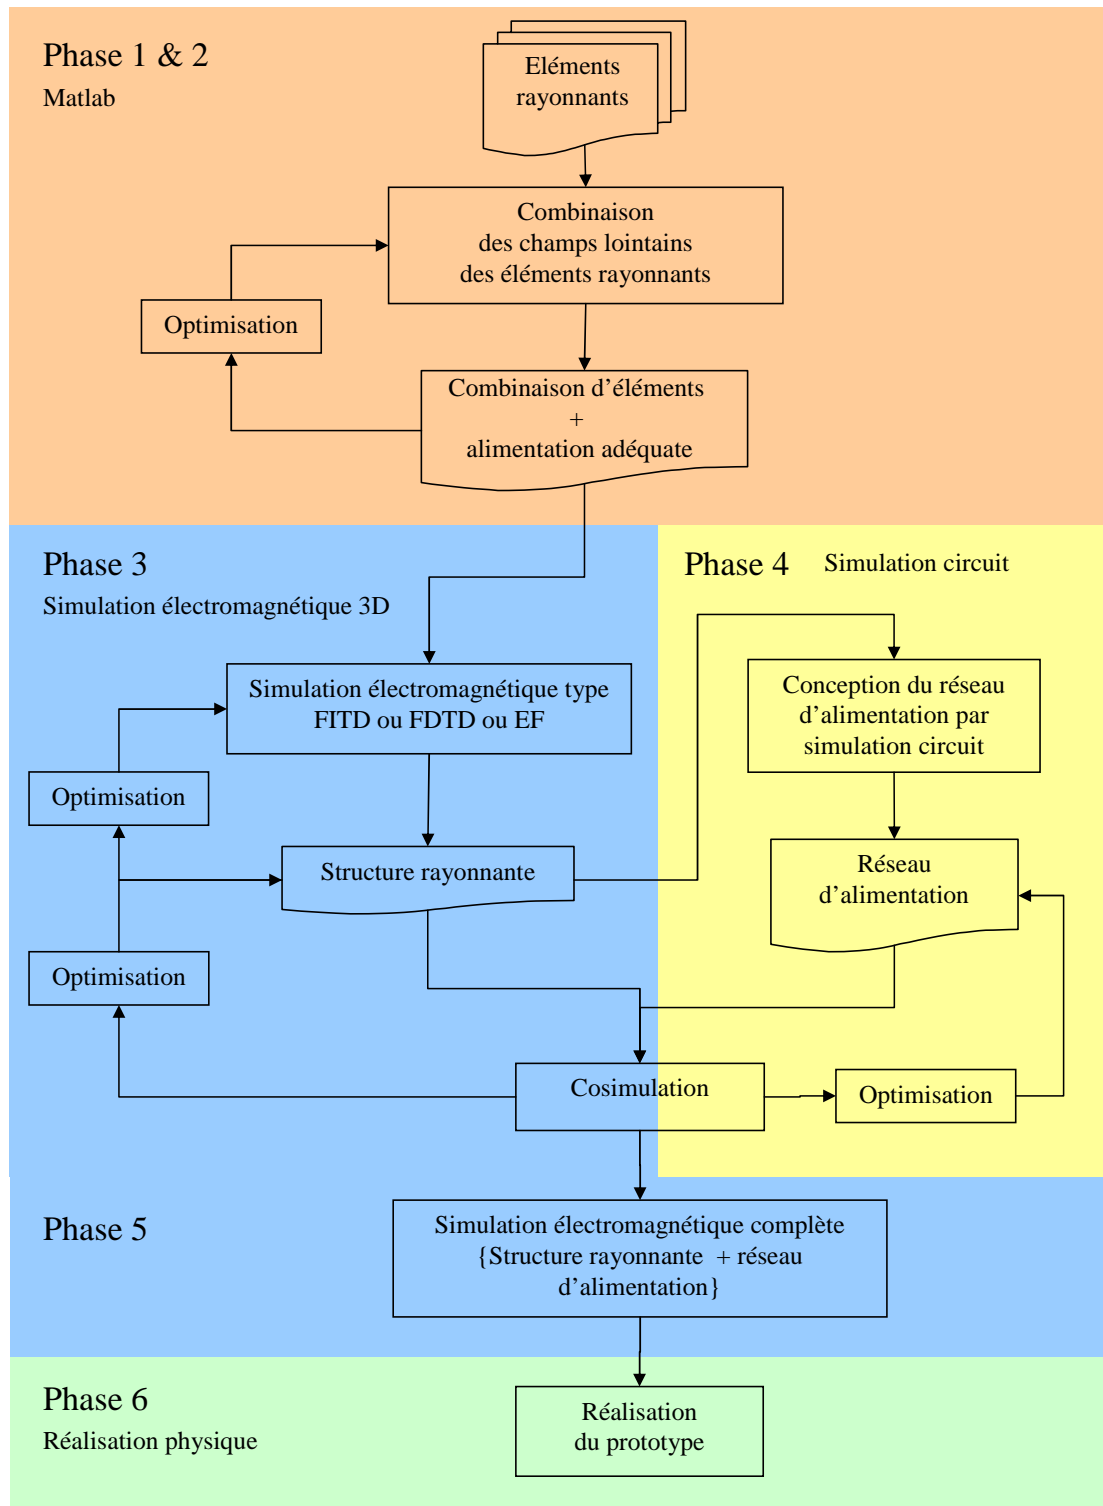 Phase 1 & 2
Matlab
Eléments
rayonnants
Combinaison
des champs lointains
des éléments rayonnants
Optimisation
Combinaison d’éléments
+
alimentation adéquate
Phase 3
Simulation électromagnétique 3D
Phase 4 Simulation circuit
Simulation électromagnétique type
FITD ou FDTD ou EF
Conception du réseau
d’alimentation par
simulation circuit
Optimisation
Structure rayonnante
Réseau
d’alimentation
Optimisation
Cosimulation
Optimisation
Phase 5
Simulation électromagnétique complète
{Structure rayonnante + réseau
d’alimentation}
Phase 6
Réalisation physique
Réalisation
du prototype